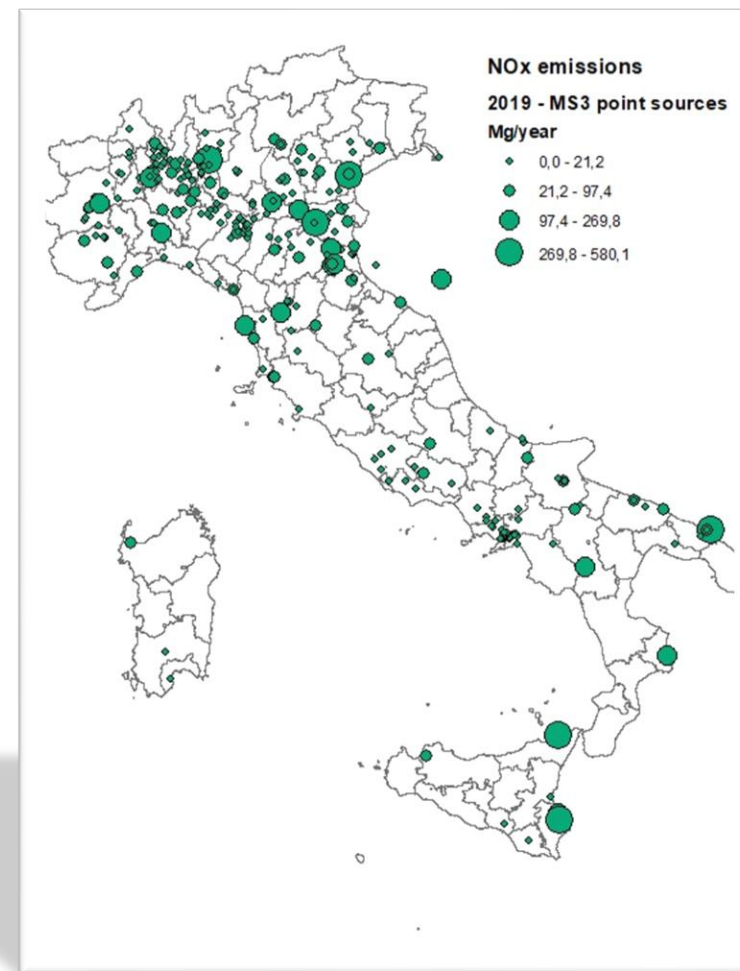 NOx emissions
2019 - MS3 point sources
Mg/year
0,0 - 21,2
21,2 - 97,4
97,4 - 269,8
269,8 - 580,1